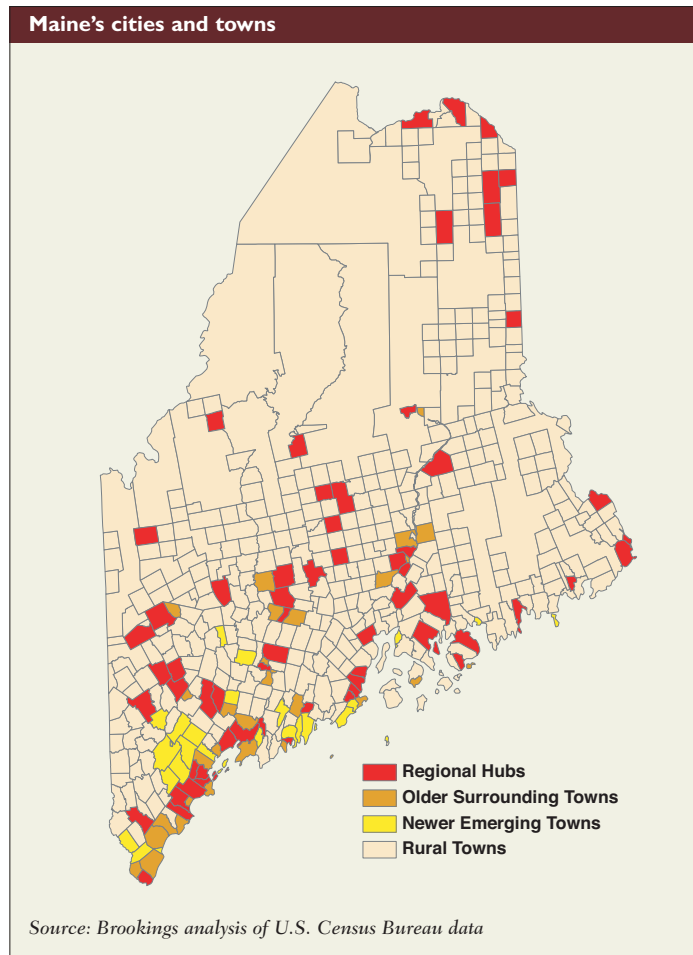 Maine's cities and towns
Regional Hubs
Older Surrounding Towns
Newer Emerging Towns
Rural Towns
Source: Brookings analysis of U.S. Census Bureau data